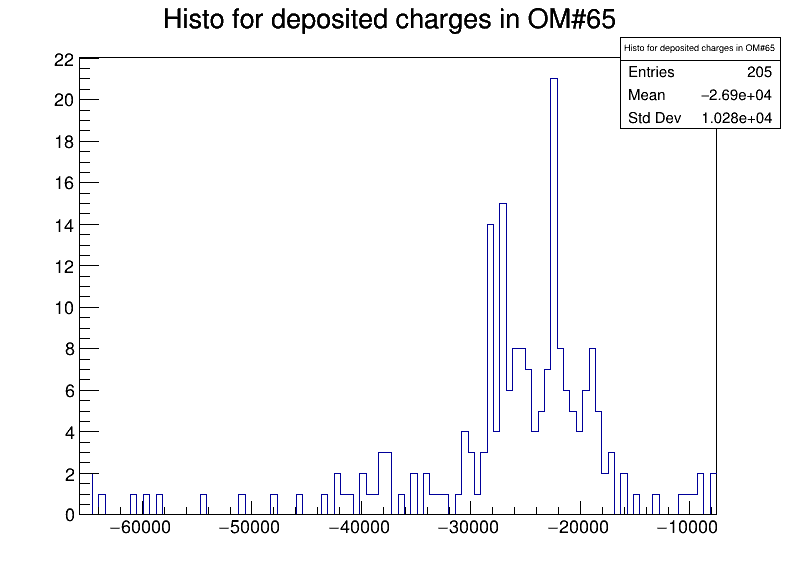 Histo for deposited charges in OM#65
Histo for deposited charges in OM#65
Entries 205
Mean −2.69e+04
Std Dev 1.028e+04
22
20
18
16
14
12
10
8
6
4
2
0
−60000 −50000 −40000 −30000 −20000 −10000